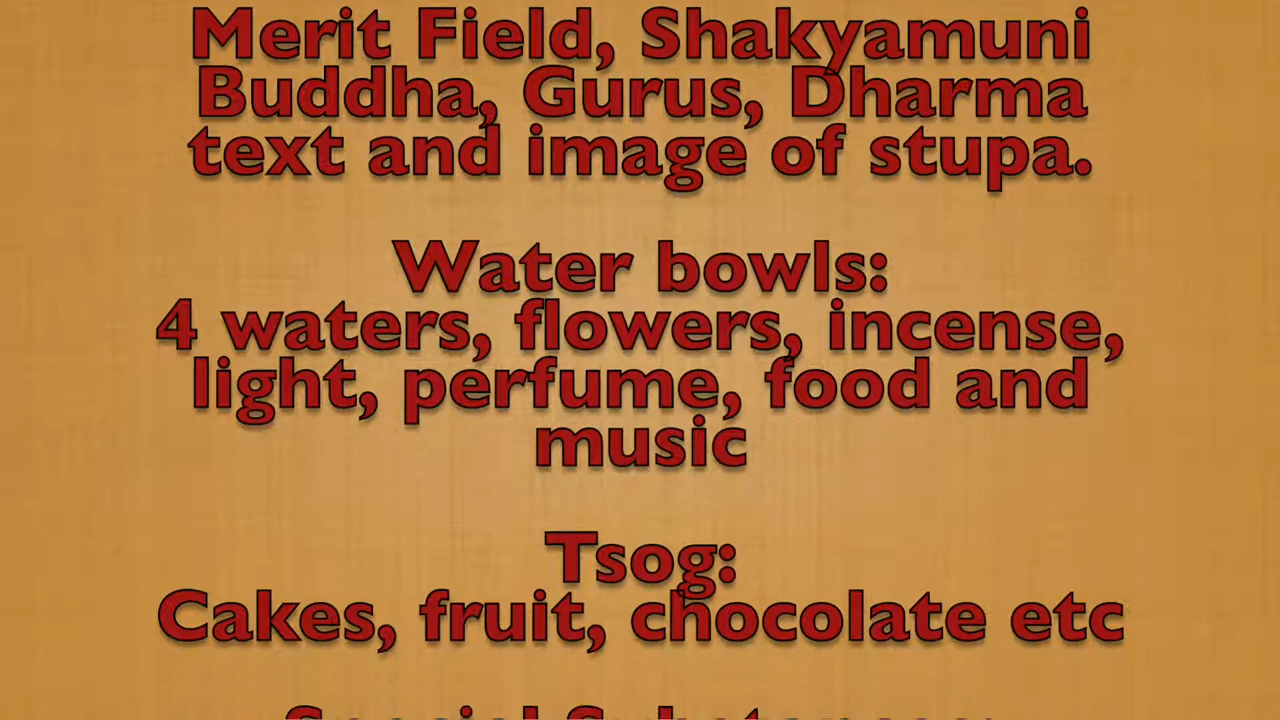 Merit Field, Shakyamuni
Buddha, Gurus, Dharma
text and image of stupa.
Water bowls:
4 waters, flowers, incense,
light, perfume, food and
music
Tsog:
Cakes, fruit, chocolate etc